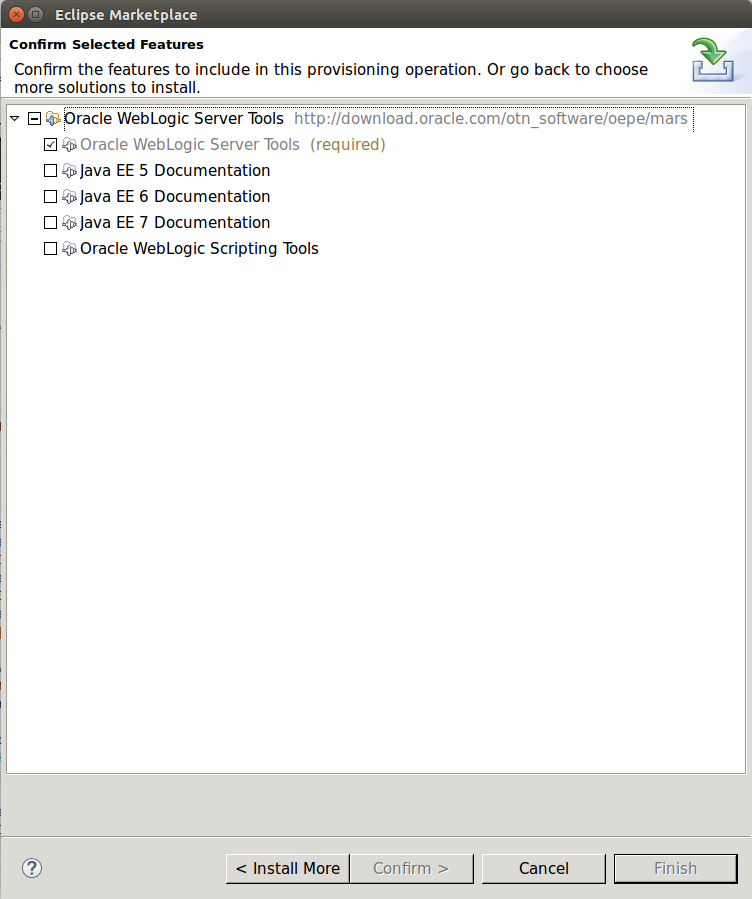 Eclipse Marketplace
Confirm Selected Features
Confirm the features to include in this provisioning operation. Or go back to choose
more solutions to install.
Oracle WebLogic Server Tools http://download.oracle.com/otn_software/oepe/mars
Oracle WebLogic Server Tools (required)
Java EE 5 Documentation
Java EE 6 Documentation
Java EE 7 Documentation
Oracle WebLogic Scripting Tools
? < Install More Confirm > Cancel Finish